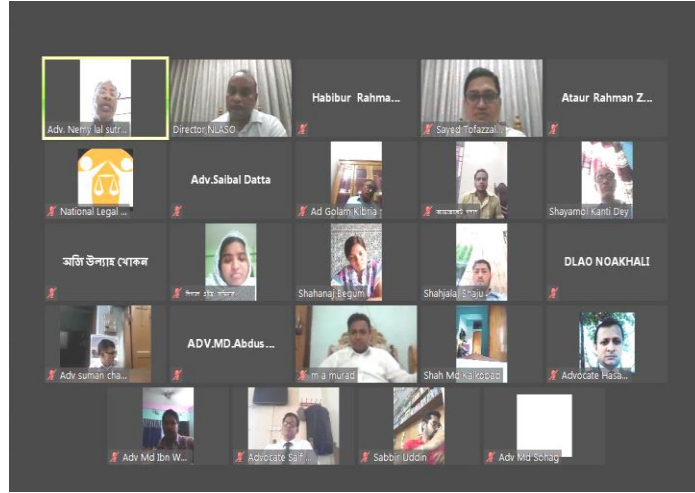 Adv. Nemy lal sutr...
Director,NLASO
Habibur Rahma...
Sayed Tofazzal...
Ataur Rahman Z...
National Legal ...
Adv.Saibal Datta
Ad Golam Kibria
Shayamol Kanti Dey
অজি উল্যাহ খোকন
Shahanaj Begum
Shahjalal Shaju
DLAO NOAKHALI
Adv suman cha...
ADV.MD.Abdus...
m a murad
Shah Md Kaikobad
Advocate Hasa...
Adv Md Ibn W...
Advocate Saif ...
Sabbir Uddin
Adv Md Sohag